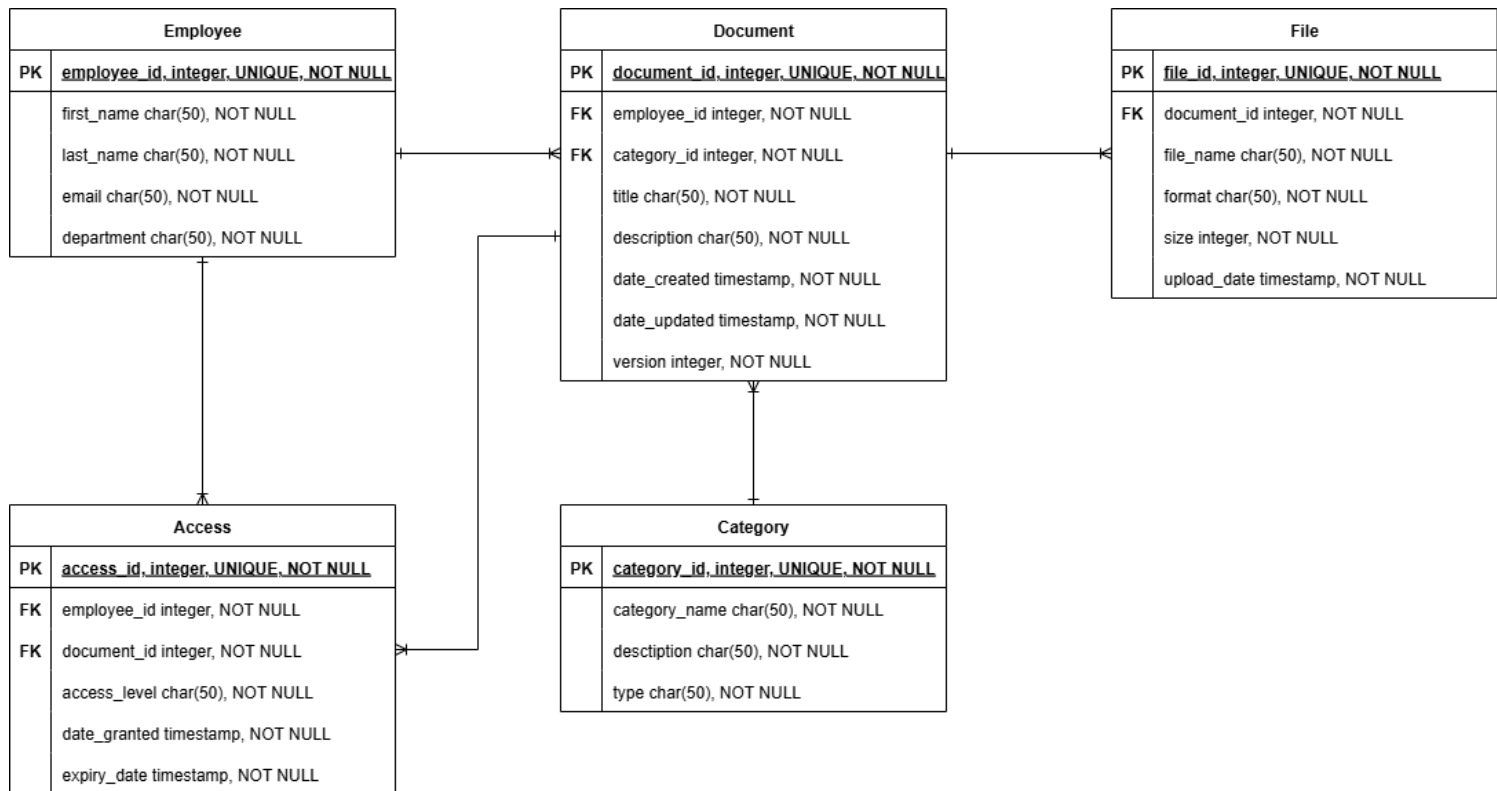 Employee
PK employee_id, integer, UNIQUE, NOT NULL
first_name char(50), NOT NULL
last_name char(50), NOT NULL
email char(50), NOT NULL
department char(50), NOT NULL
Document
PK document_id, integer, UNIQUE, NOT NULL
FK employee_id integer, NOT NULL
FK category_id integer, NOT NULL
title char(50), NOT NULL
description char(50), NOT NULL
date_created timestamp, NOT NULL
date_updated timestamp, NOT NULL
version integer, NOT NULL
File
PK file_id, integer, UNIQUE, NOT NULL
FK document_id integer, NOT NULL
file_name char(50), NOT NULL
format char(50), NOT NULL
size integer, NOT NULL
upload_date timestamp, NOT NULL
Access
PK access_id, integer, UNIQUE, NOT NULL
FK employee_id integer, NOT NULL
FK document_id integer, NOT NULL
access_level char(50), NOT NULL
date_granted timestamp, NOT NULL
expiry_date timestamp, NOT NULL
Category
PK category_id, integer, UNIQUE, NOT NULL
category_name char(50), NOT NULL
desctiption char(50), NOT NULL
type char(50), NOT NULL